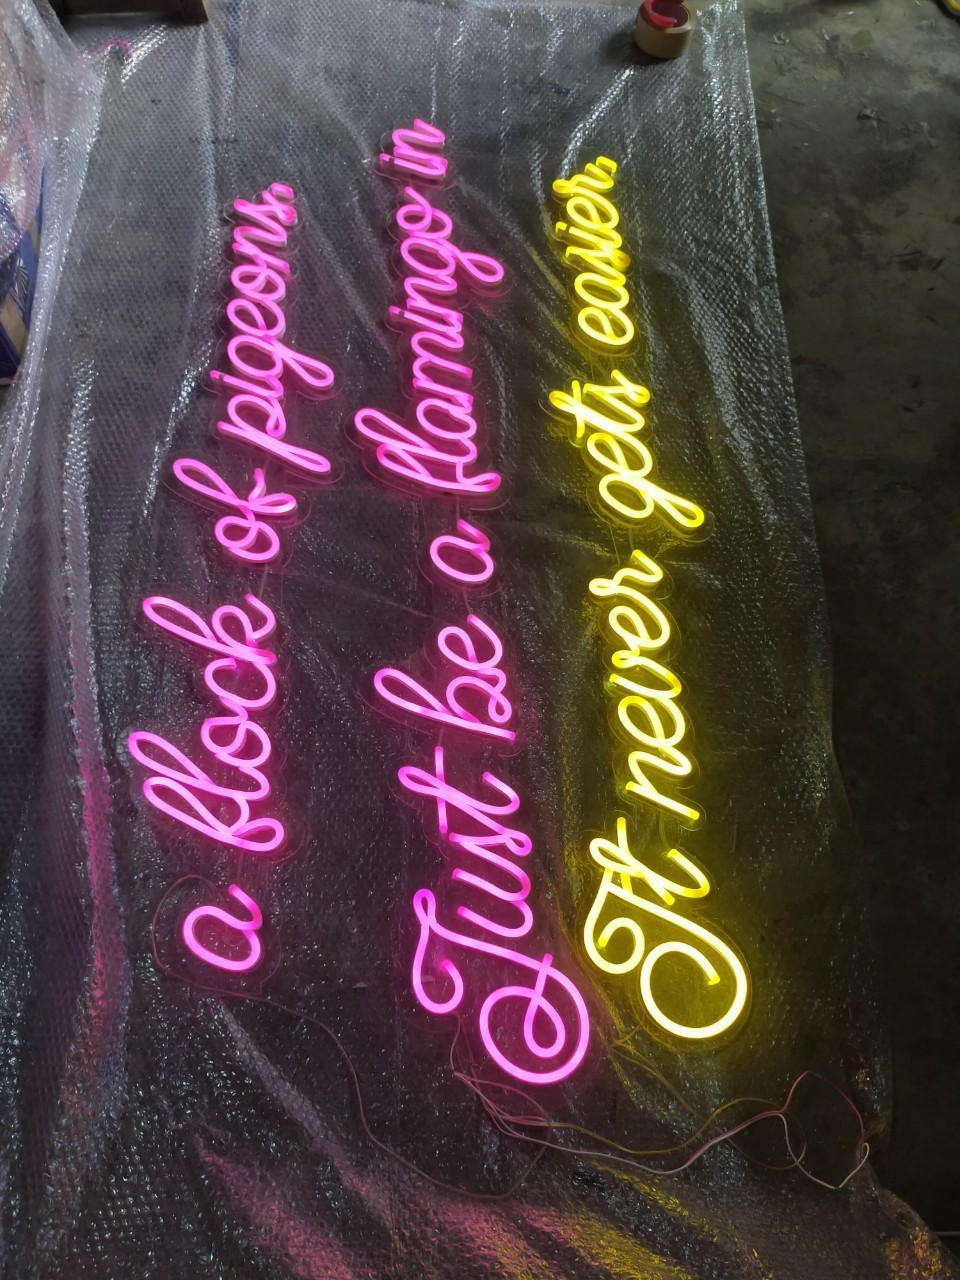 a flock of pigeons.
Just be a flamingo in
It never gets easier.